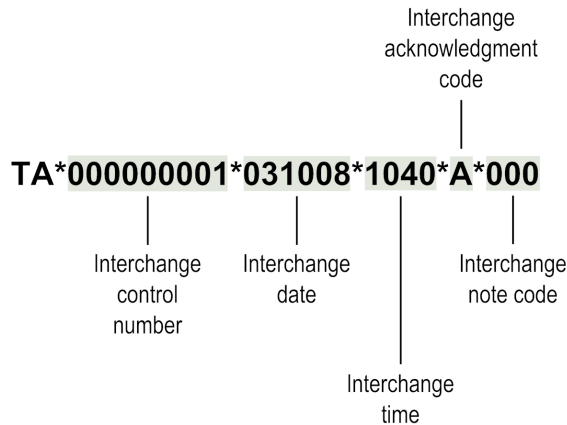 Interchange
acknowledgment
code
TA*000000001*031008*1040*A*000
Interchange
control
number
Interchange
date
Interchange
note code
Interchange
time